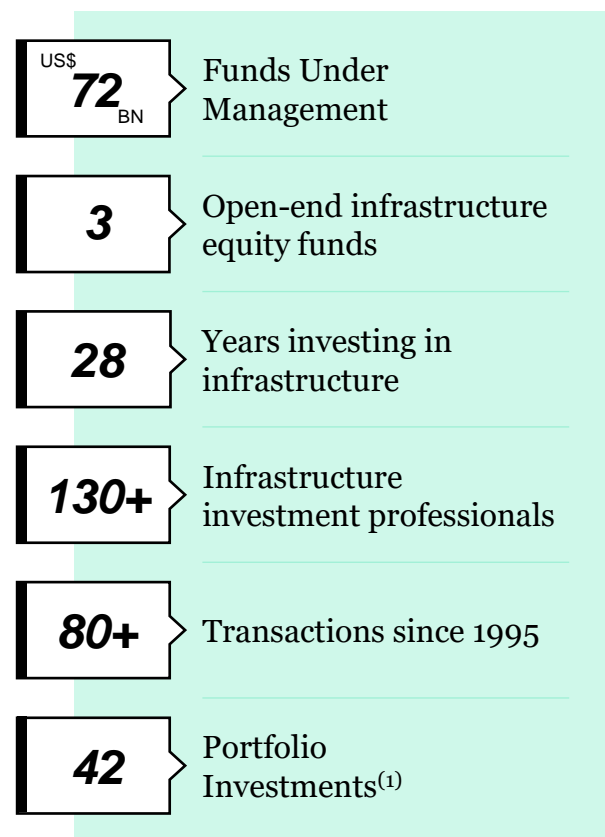 US$
72
BN
Funds Under
Management
3
Open-end infrastructure
equity funds
28
Years investing in
infrastructure
130+
Infrastructure
investment professionals
80+
Transactions since 1995
42
Portfolio
Investments(1)